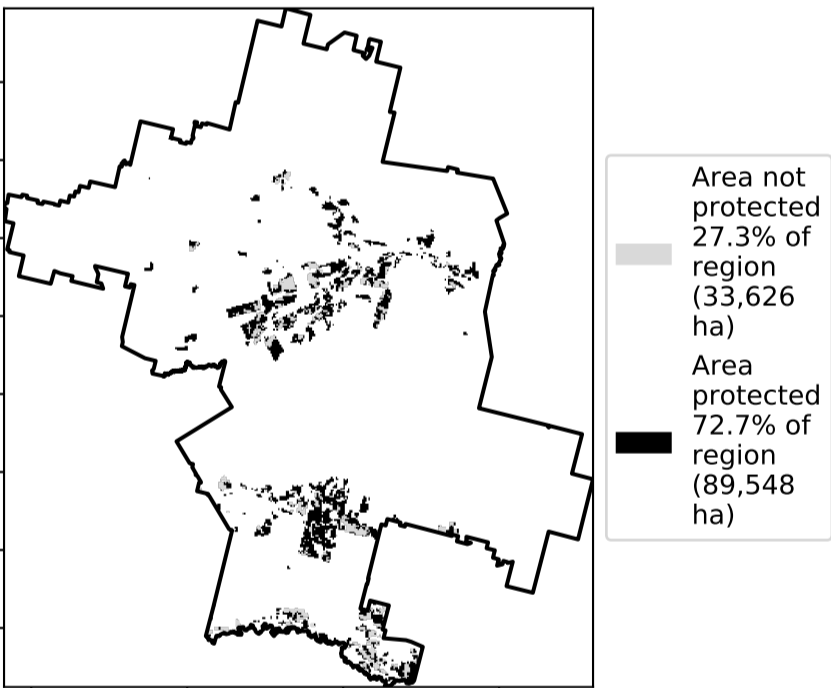 Area not
protected
27.3% of
region
(33,626
ha)
Area
protected
72.7% of
region
(89,548
ha)